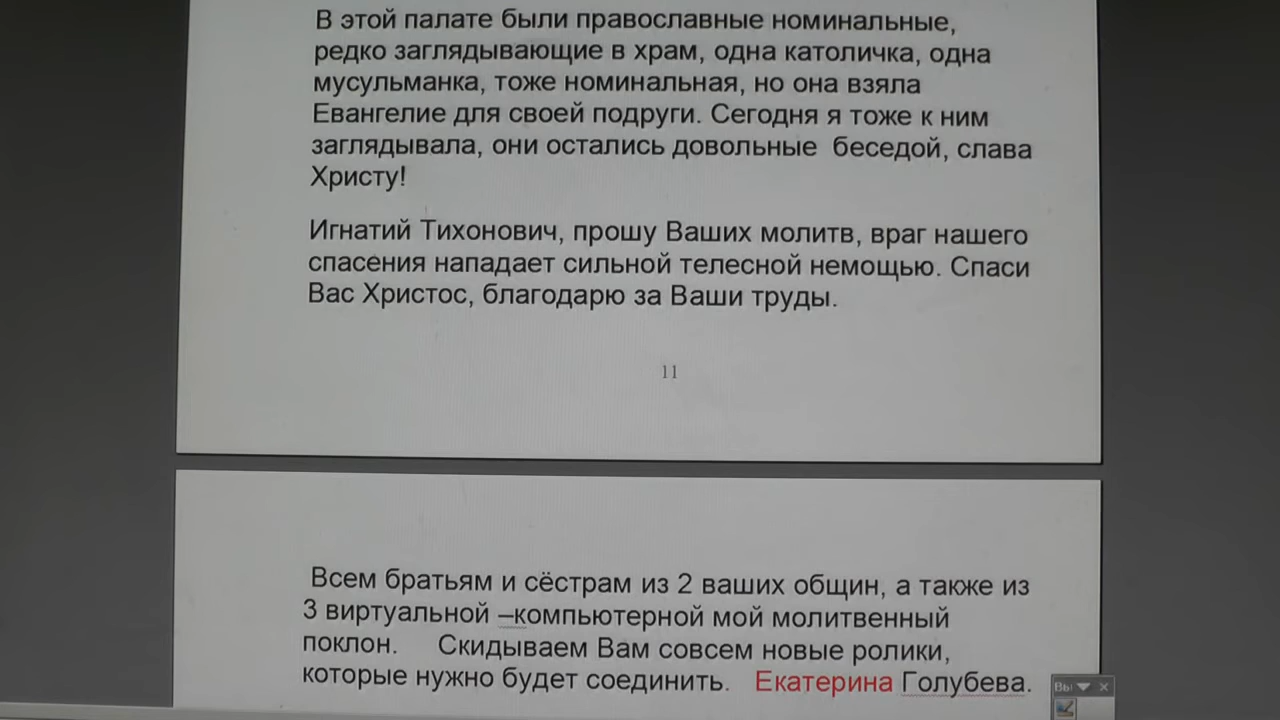 В этой палате были православные номинальные,
редко заглядывающие в храм, одна католичка, одна
мусульманка, тоже номинальная, но она взяла
Евангелие для своей подруги. Сегодня я тоже к ним
заглядывала, они остались довольные  беседой, слава
Христу!
Игнатий Тихонович, прошу Ваших молитв, враг нашего
спасения нападает сильной телесной немощью. Спаси
Вас Христос, благодарю за Ваши труды.
11
Всем братьям и сёстрам из 2 ваших общин, а также из
3 виртуальной –компьютерной мой молитвенный
поклон.    Скидываем Вам совсем новые ролики,
которые нужно будет соединить.   Екатерина Голубева.
Вы